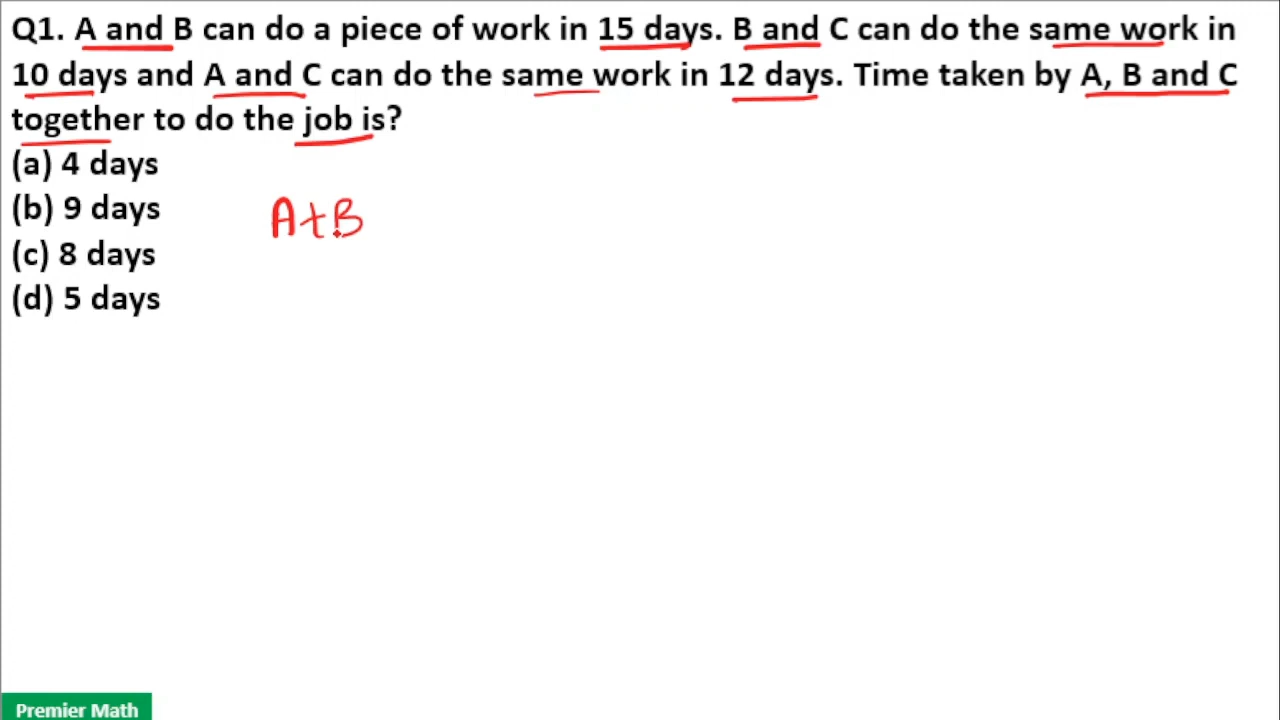 Q1. A and B can do a piece of work in 15 days. B and C can do the same work in
10 days and A and C can do the same work in 12 days. Time taken by A, B and C
together to do the job is?
(a) 4 days
(b) 9 days
A+B
(c) 8 days
(d) 5 days
Premier Math